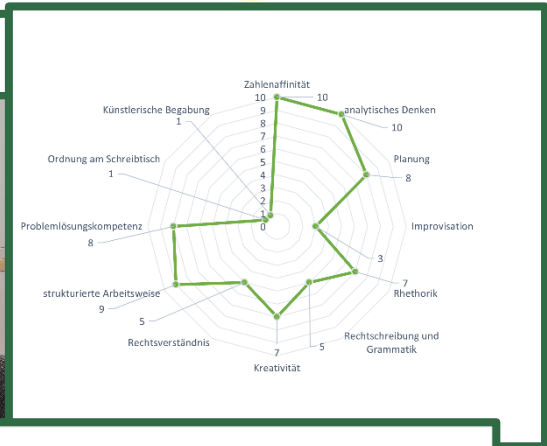 Zahlenaffinität
10
10
9
8
7
6
5
4
3
2
1
0
analytisches Denken
10
Planung
8
Improvisation
3
7
Rhethorik
Rechtschreibung und
Grammatik
5
7
Kreativität
Rechtsverständnis
5
strukturierte Arbeitsweise
9
Problemlösungskompetenz
8
Ordnung am Schreibtisch
1
Künstlerische Begabung
1